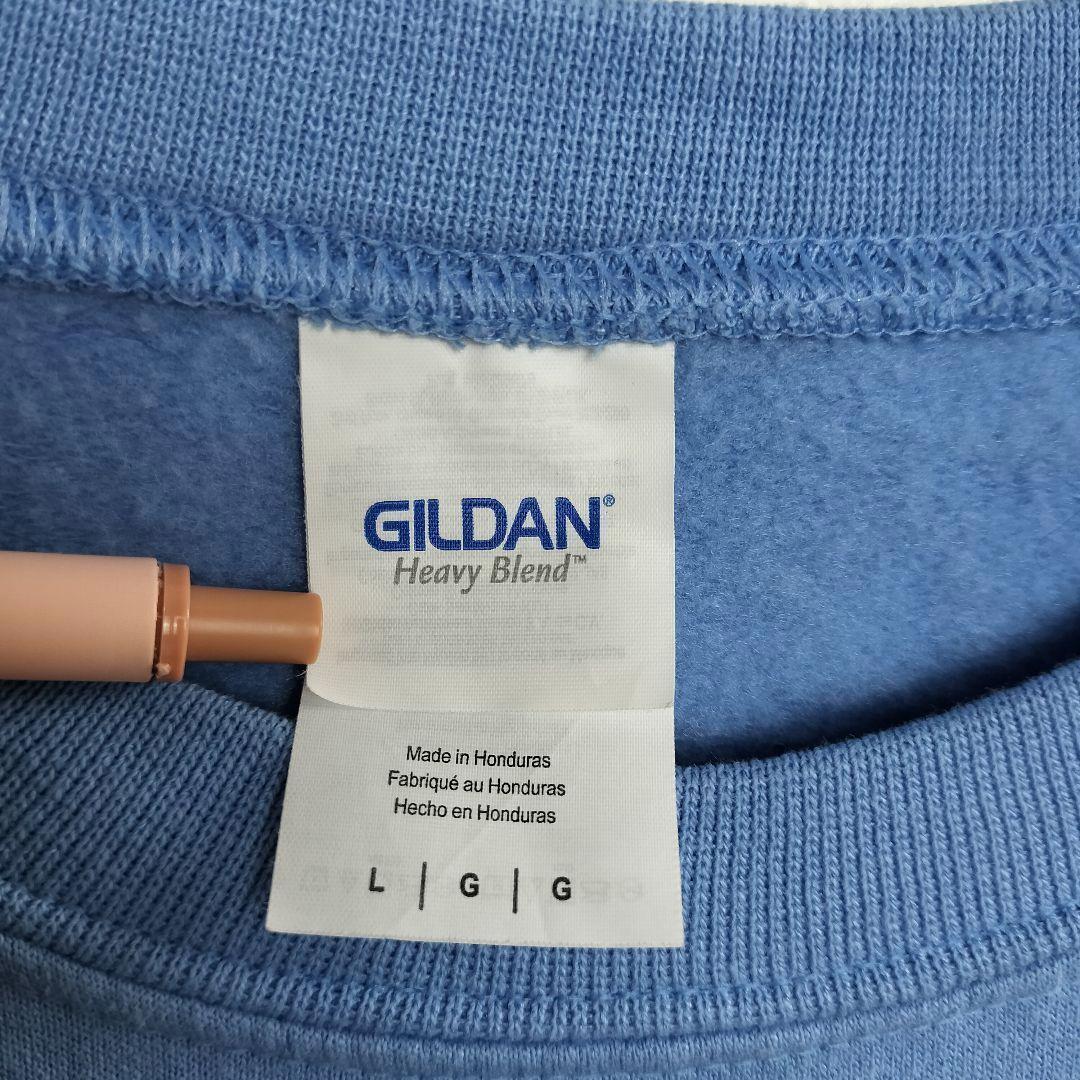 GILDAN®
Heavy Blend™
Made in Honduras
Fabriqué au Honduras
Hecho en Honduras
L | G | G